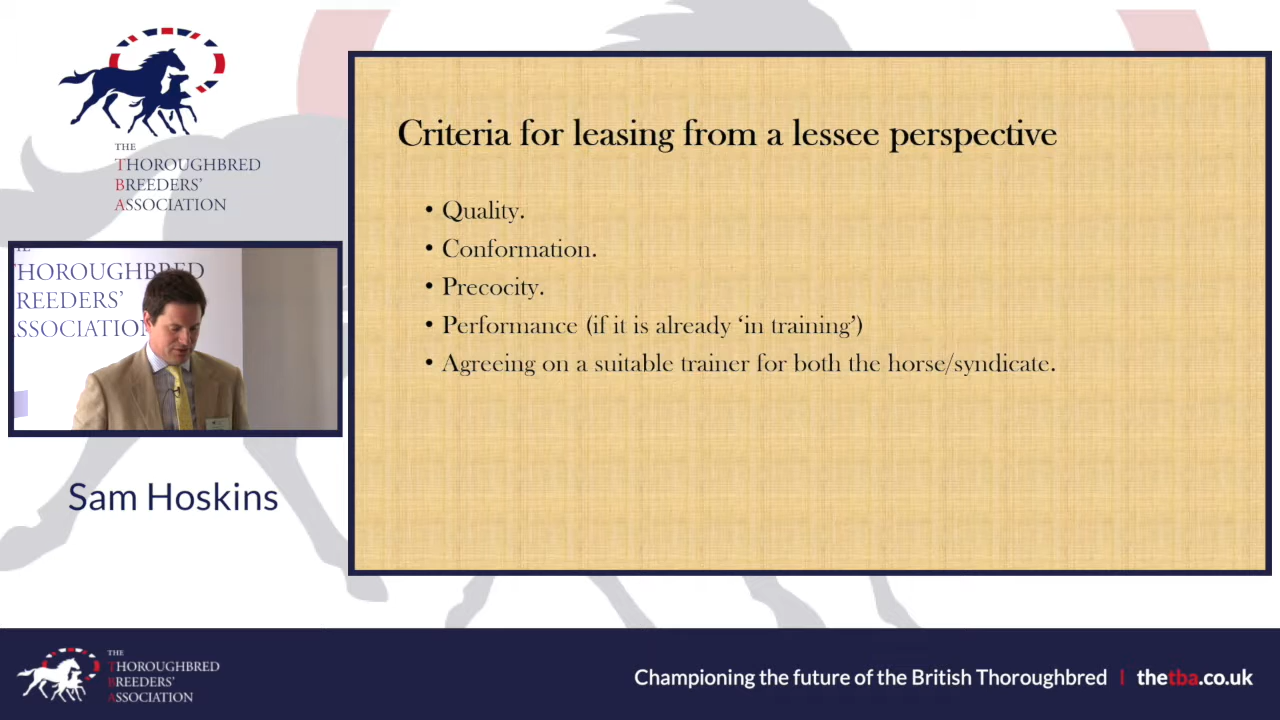 THE
THOROUGHBRED
BREEDERS’
ASSOCIATION
THOROUGHBRED
REEDERS’
SSOCIATIO
Sam Hoskins
Criteria for leasing from a lessee perspective
• Quality.
• Conformation.
• Precocity.
• Performance (if it is already ‘in training’)
• Agreeing on a suitable trainer for both the horse/syndicate.
THE
THOROUGHBRED
BREEDERS’
ASSOCIATION
Championing the future of the British Thoroughbred | thetba.co.uk